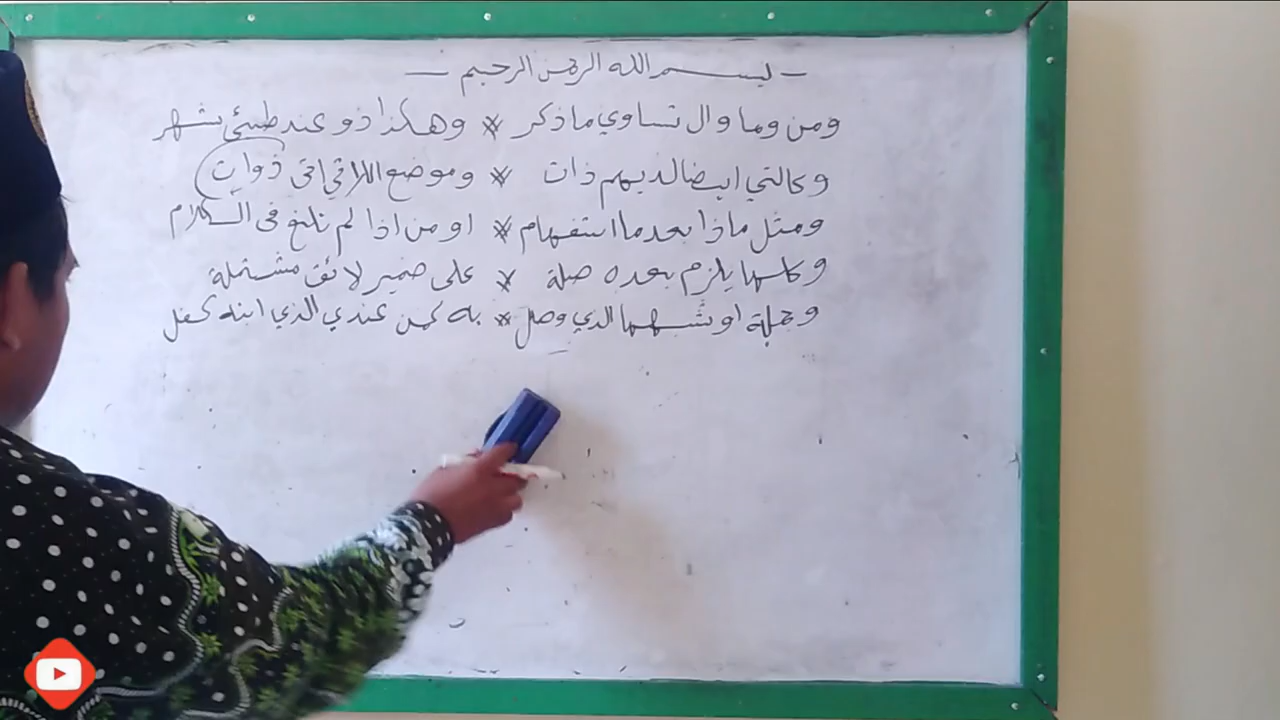 – بسم الله الرحمن الرحيم –
ومن وما وال تساوي ما ذكر * وهكذا ذو عند طيئ شهر
وكالتي ايضا لديهم ذات * وموضع اللاتي اتى ذوات
ومثل ماذا بعد ما استفهام * او من اذا لم تلغ فى الكلام
وكلها يلزم بعده صلة * على ضمير لائق مشتملة
وجملة او شبهها الذي وصل * به كمن عندي الذي ابنه كفل